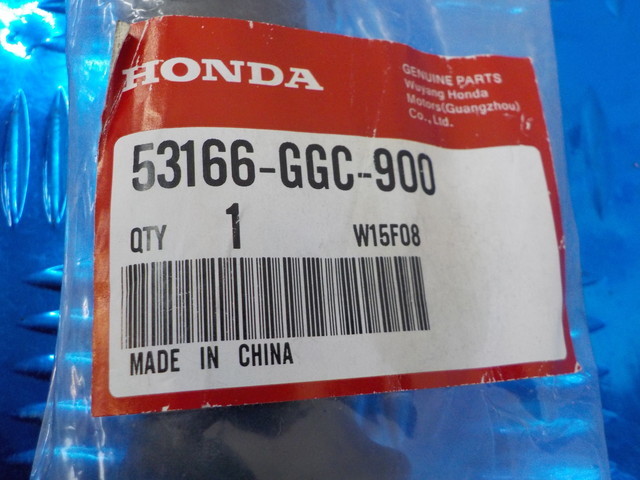 HONDA
GENUINE PARTS
Wuyang Honda
Motors(Guangzhou)
Co.,Ltd.
53166-GGC-900
QTY 1 W15F08
MADE IN CHINA